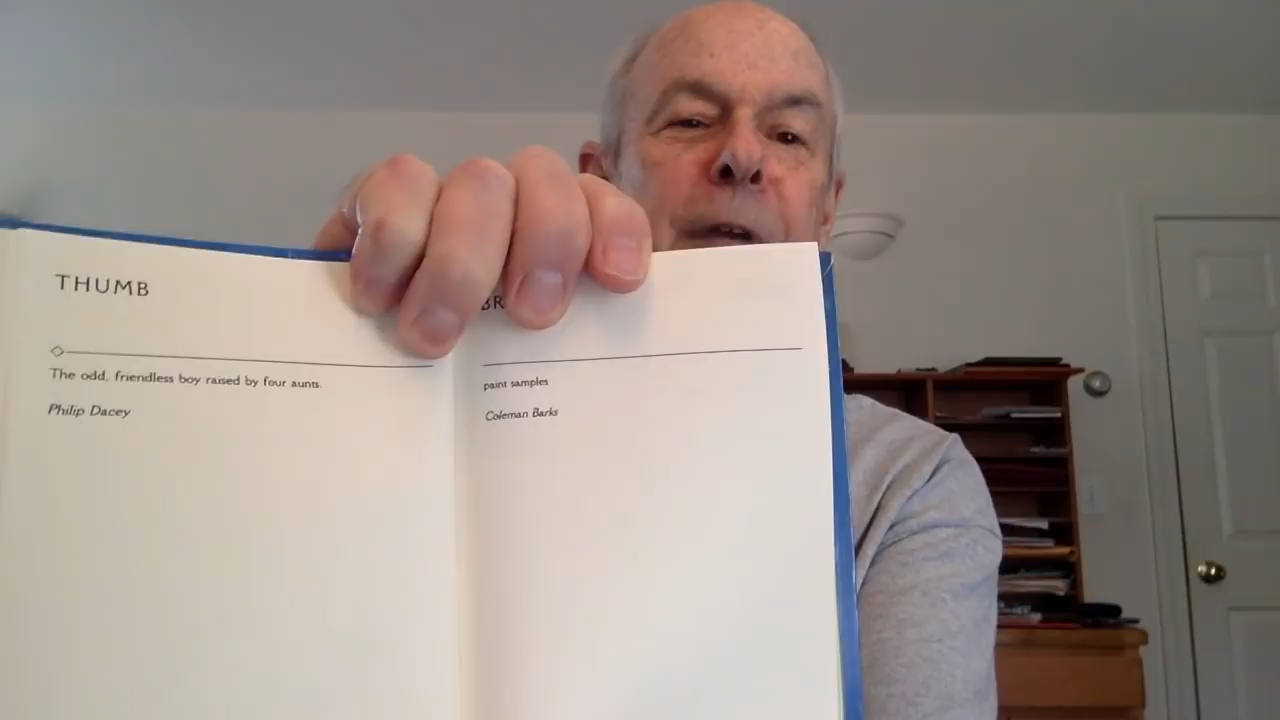 THUMB
The odd, friendless boy raised by four aunts.
Philip Dacey
paint samples
Coleman Barks